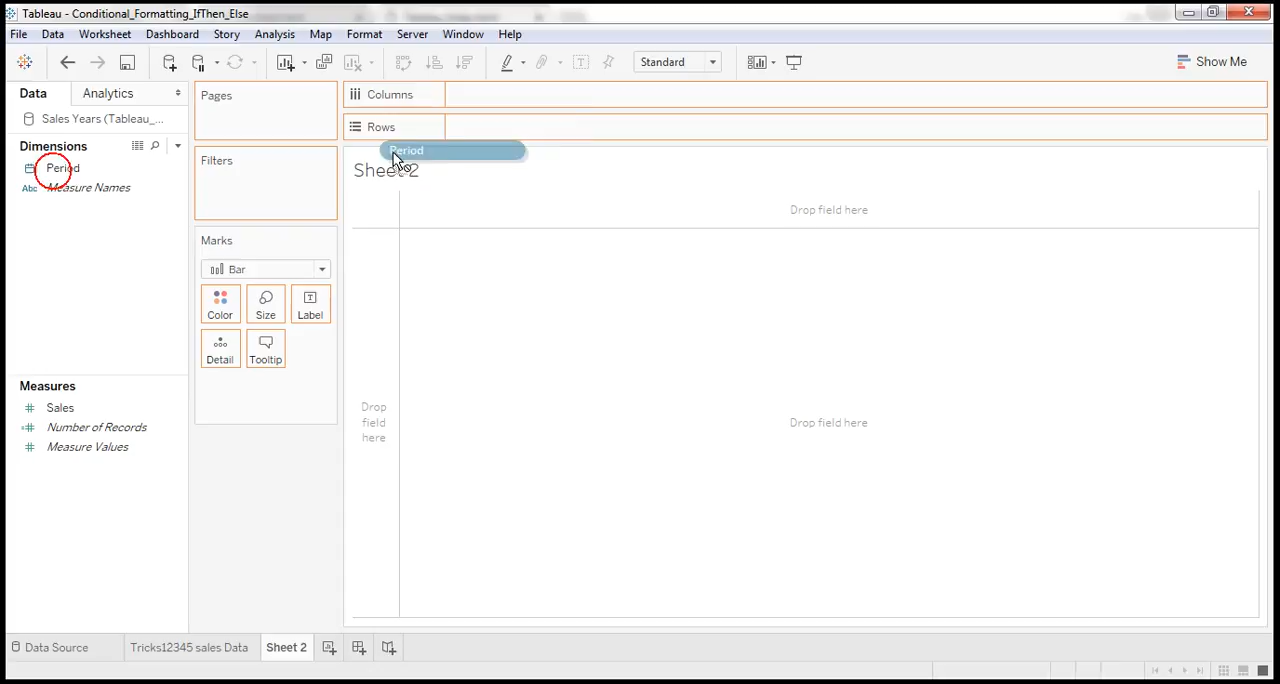 Tableau - Conditional_Formatting_IfThen_Else
File Data Worksheet Dashboard Story Analysis Map Format Server Window Help
Standard
Show Me
Data Analytics
Sales Years (Tableau_...
Dimensions
Period
Abc Measure Names
Measures
Sales
Number of Records
Measure Values
Pages
Filters
Marks
Bar
Color Size Label
Detail Tooltip
Columns
Rows
Period
Sheet 2
Drop field here
Drop
field
here
Drop field here
Data Source Tricks12345 sales Data Sheet 2